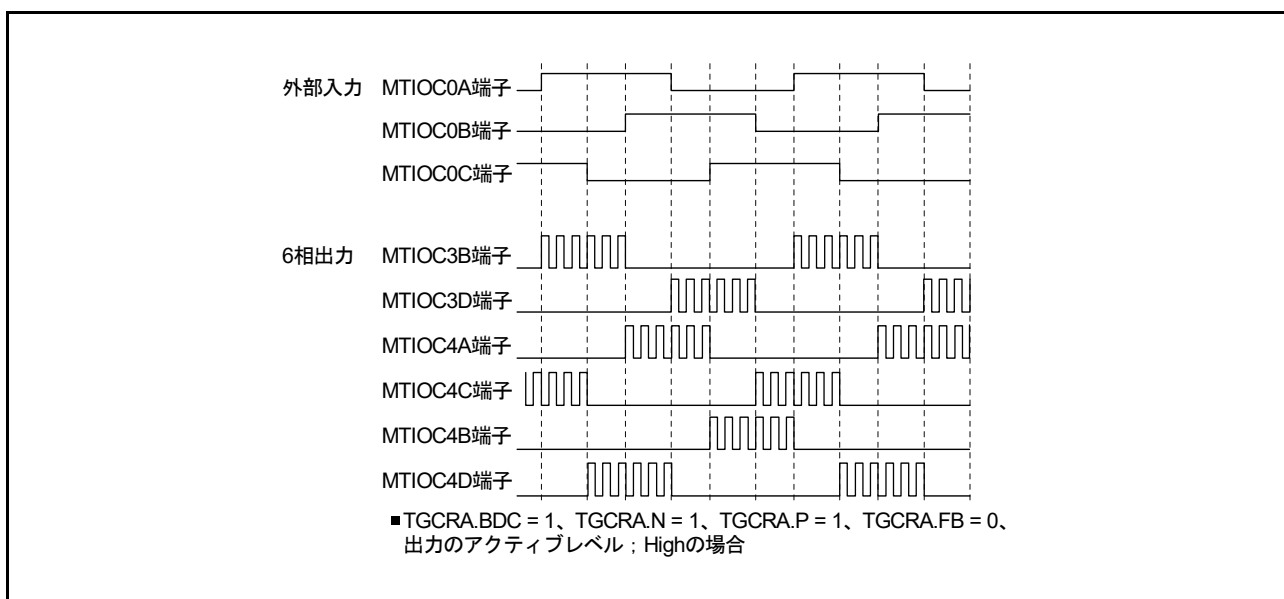 外部入力 MTIOC0A端子
MTIOC0B端子
MTIOC0C端子
6相出力 MTIOC3B端子
MTIOC3D端子
MTIOC4A端子
MTIOC4C端子
MTIOC4B端子
MTIOC4D端子
■TGCRA.BDC = 1、TGCRA.N = 1、TGCRA.P = 1、TGCRA.FB = 0、
出力のアクティブレベル；Highの場合